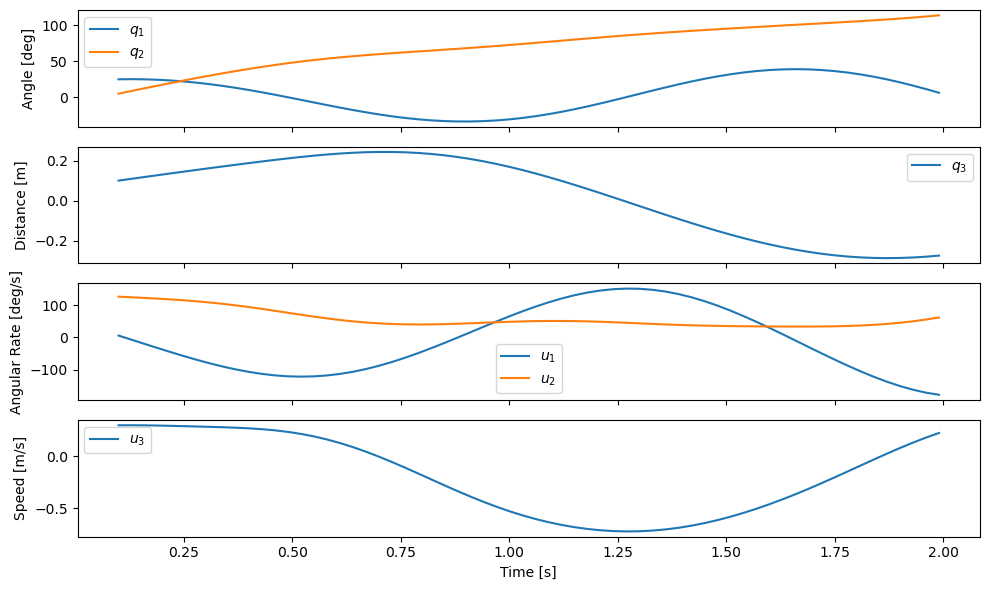 100
50
0
Angle [deg]
q₁
q₂
0.2
0.0
−0.2
Distance [m]
q₃
100
0
−100
Angular Rate [deg/s]
u₁
u₂
0.0
−0.5
Speed [m/s]
u₃
0.25 0.50 0.75 1.00 1.25 1.50 1.75 2.00
Time [s]